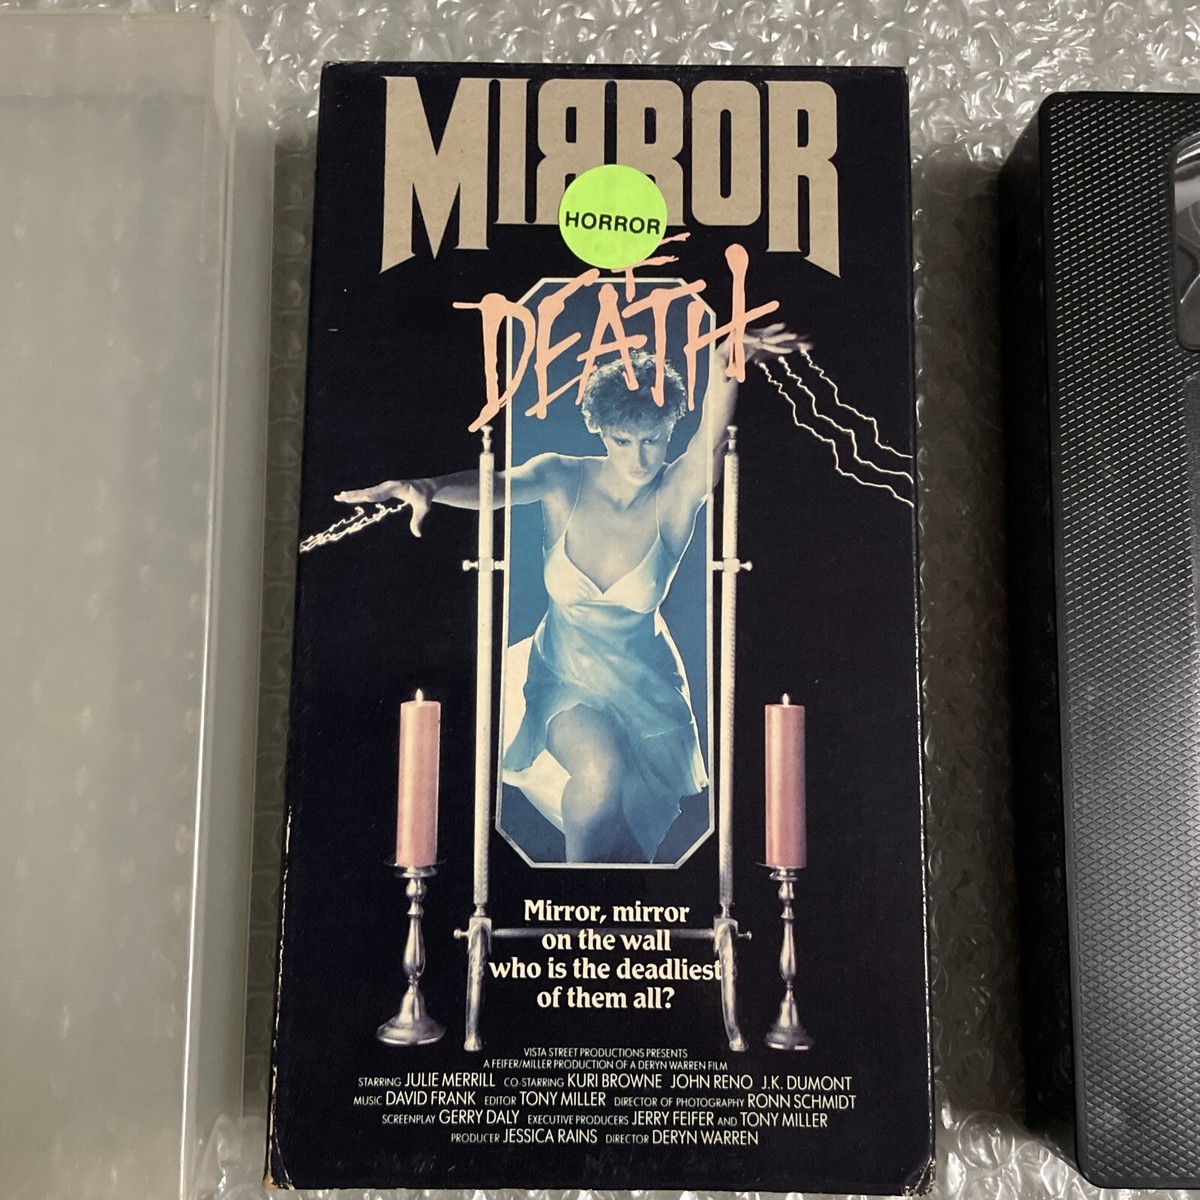 MIRROR
HORROR
OF
DEATH
Mirror, mirror
on the wall
who is the deadliest
of them all?
VISTA STREET PRODUCTIONS PRESENTS
A FEIFER/MILLER PRODUCTION OF A DERYN WARREN FILM
STARRING JULIE MERRILL CO-STARRING KURI BROWNE JOHN RENO J.K. DUMONT
MUSIC DAVID FRANK EDITOR TONY MILLER DIRECTOR OF PHOTOGRAPHY RONN SCHMIDT
SCREENPLAY GERRY DALY EXECUTIVE PRODUCERS JERRY FEIFER AND TONY MILLER
PRODUCER JESSICA RAINS DIRECTOR DERYN WARREN